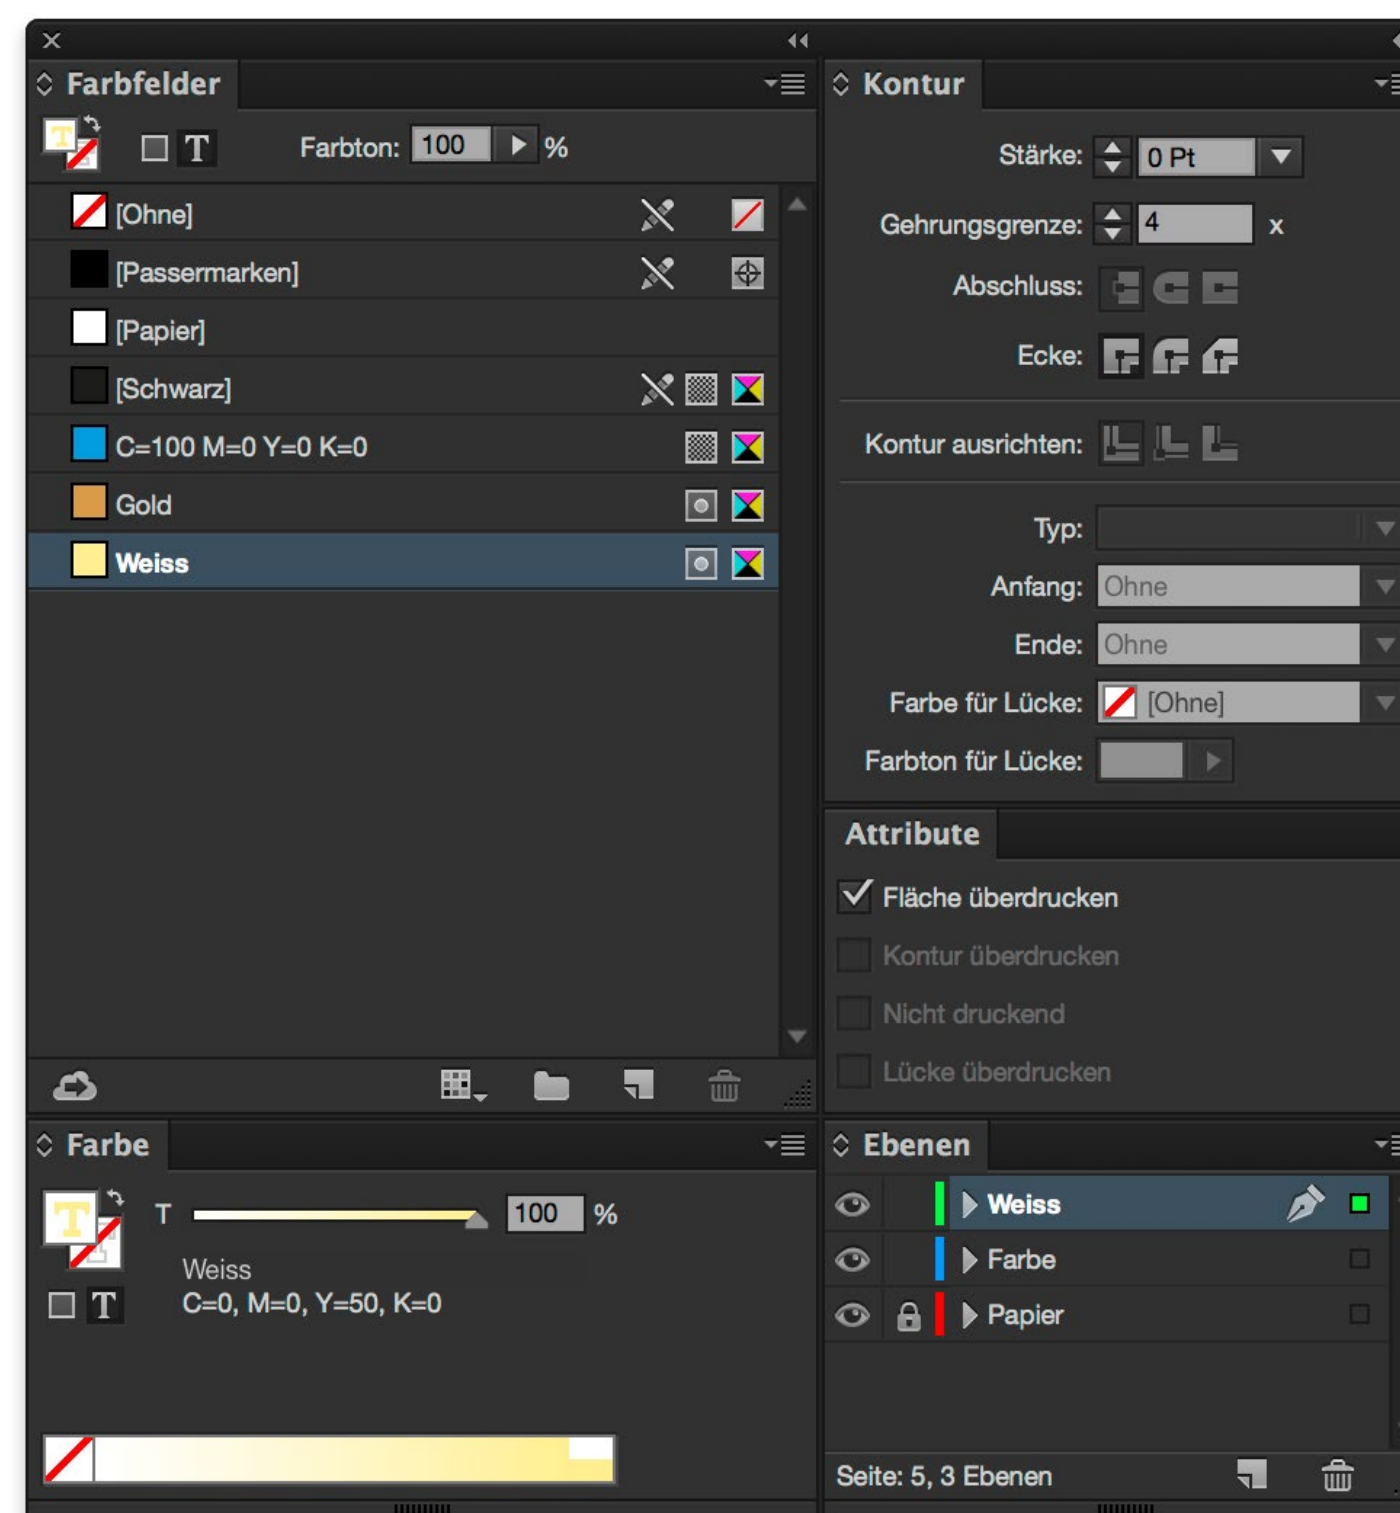 Farbfelder
T
T
Farbton: 100 %
[Ohne]
[Passermarken]
[Papier]
[Schwarz]
C=100 M=0 Y=0 K=0
Gold
Weiss
Farbe
T
T 100 %
Weiss
C=0, M=0, Y=50, K=0
T
Kontur
Stärke: 0 Pt
Gehrungsgrenze: 4 x
Abschluss:
Ecke:
Kontur ausrichten:
Typ:
Anfang: Ohne
Ende: Ohne
Farbe für Lücke: [Ohne]
Farbton für Lücke:
Attribute
Fläche überdrucken
Kontur überdrucken
Nicht druckend
Lücke überdrucken
Ebenen
Weiss
Farbe
Papier
Seite: 5, 3 Ebenen